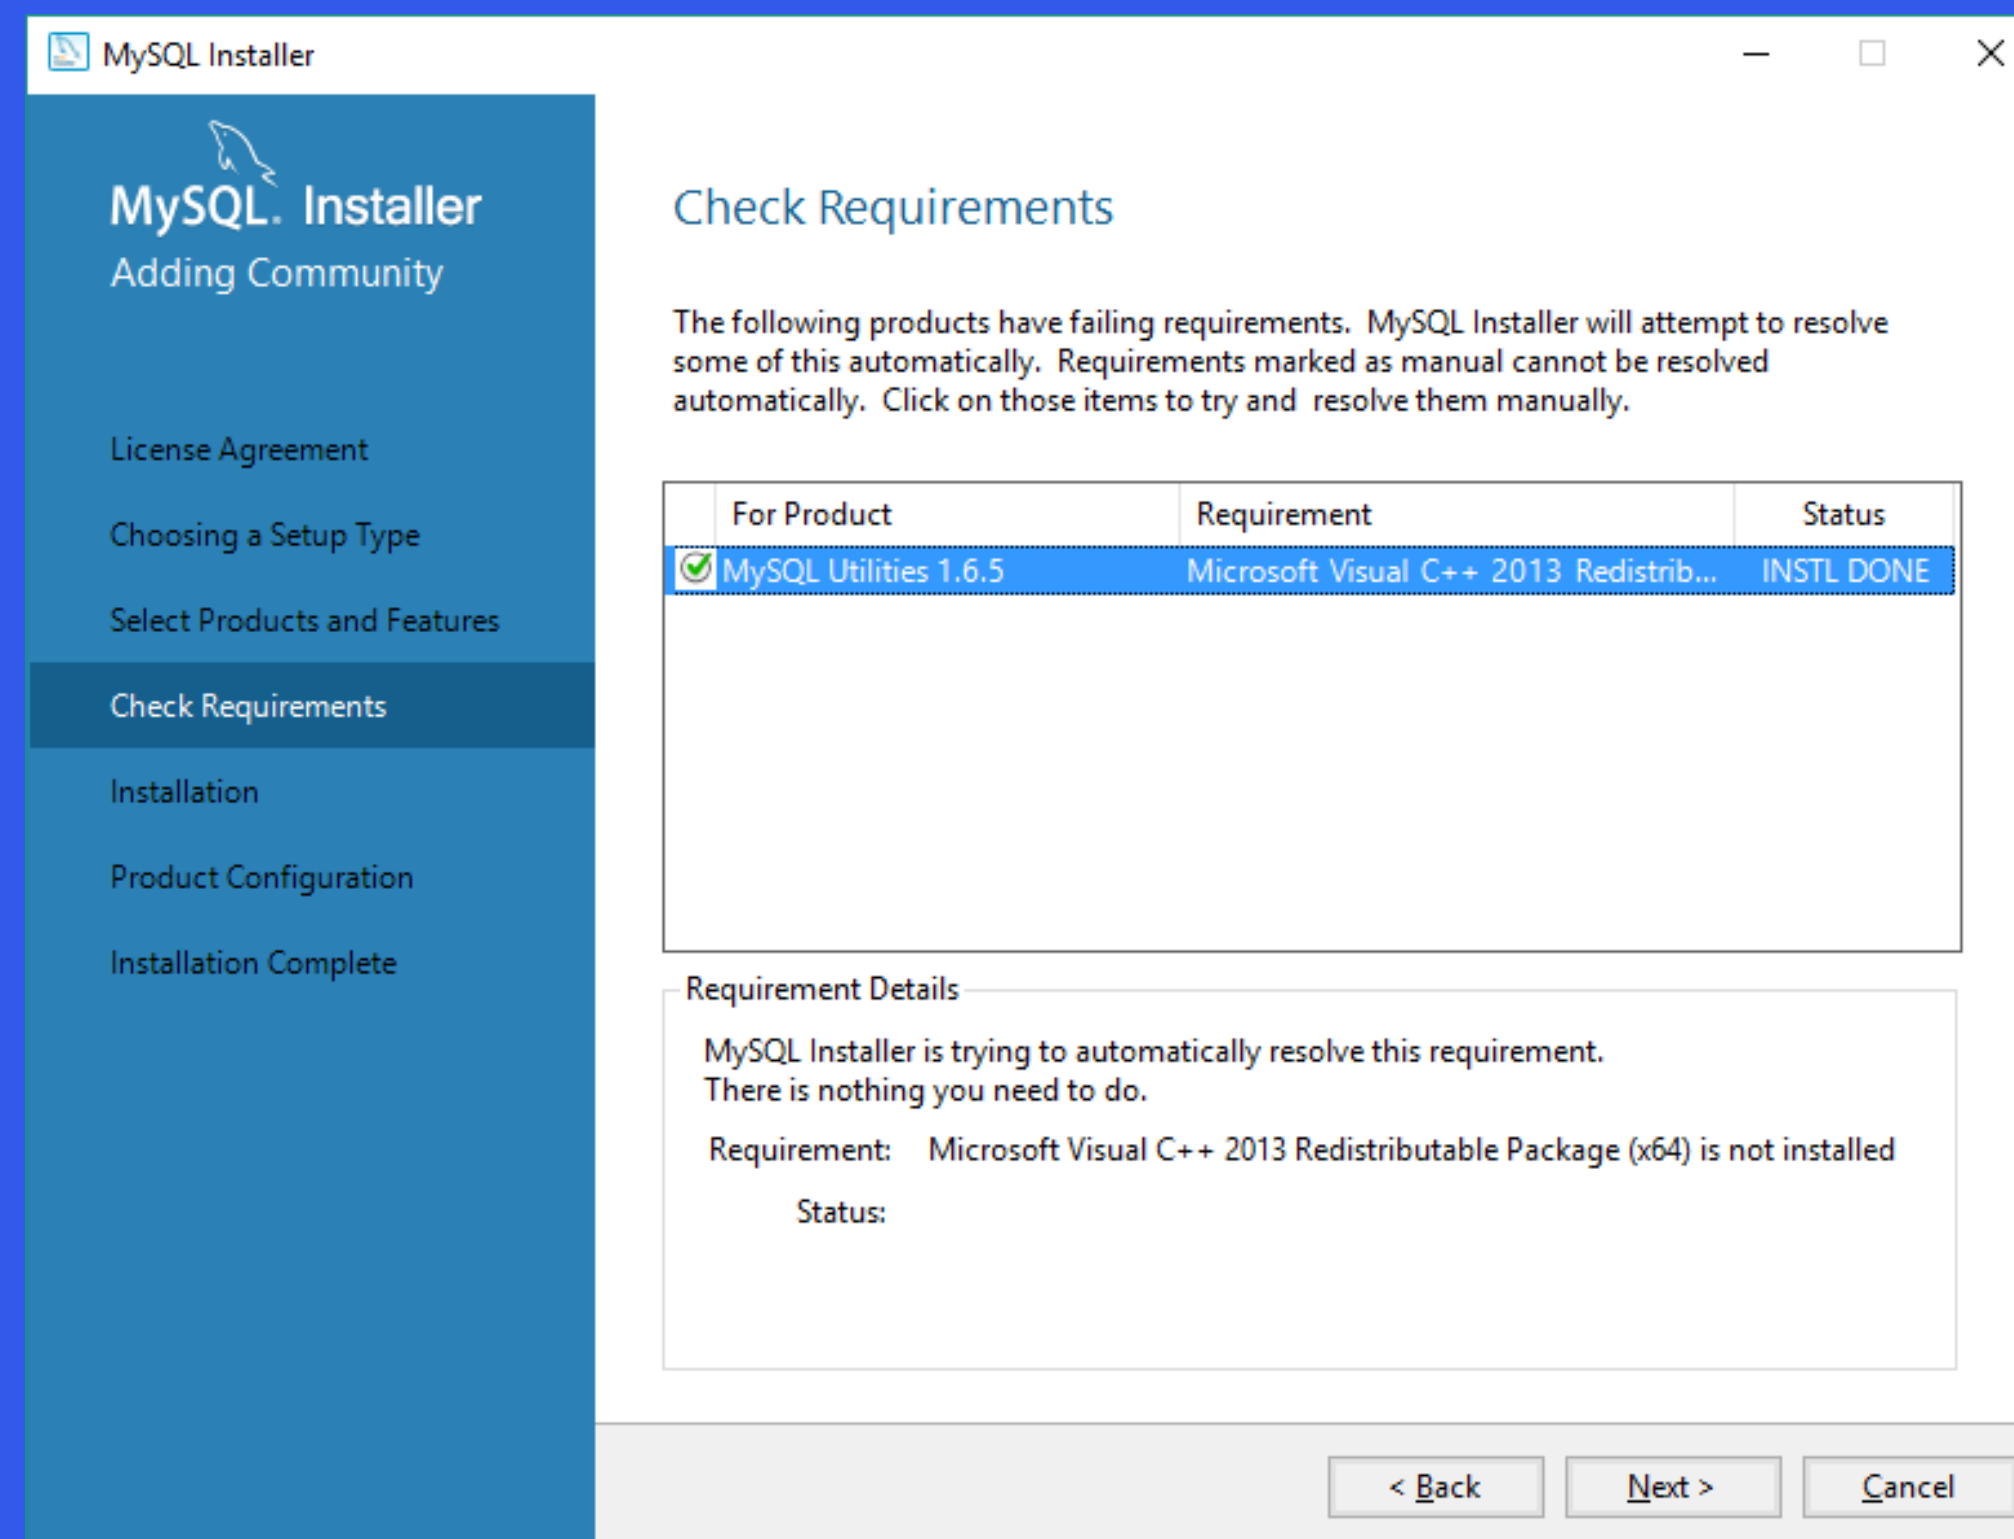 MySQL Installer
MySQL. Installer
Adding Community
License Agreement
Choosing a Setup Type
Select Products and Features
Check Requirements
Installation
Product Configuration
Installation Complete
Check Requirements
The following products have failing requirements.  MySQL Installer will attempt to resolve
some of this automatically.  Requirements marked as manual cannot be resolved
automatically.  Click on those items to try and  resolve them manually.
For Product Requirement Status
MySQL Utilities 1.6.5 Microsoft Visual C++ 2013 Redistrib... INSTL DONE
Requirement Details
MySQL Installer is trying to automatically resolve this requirement.
There is nothing you need to do.
Requirement: Microsoft Visual C++ 2013 Redistributable Package (x64) is not installed
Status:
< Back Next > Cancel